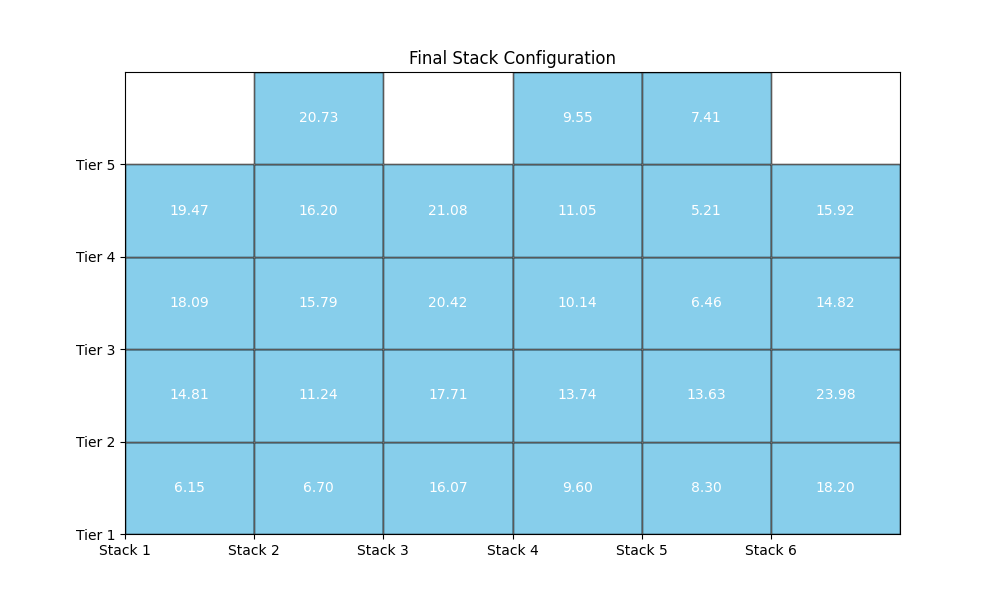 Final Stack Configuration
20.73 9.55 7.41
Tier 5
19.47 16.20 21.08 11.05 5.21 15.92
Tier 4
18.09 15.79 20.42 10.14 6.46 14.82
Tier 3
14.81 11.24 17.71 13.74 13.63 23.98
Tier 2
6.15 6.70 16.07 9.60 8.30 18.20
Tier 1
Stack 1 Stack 2 Stack 3 Stack 4 Stack 5 Stack 6